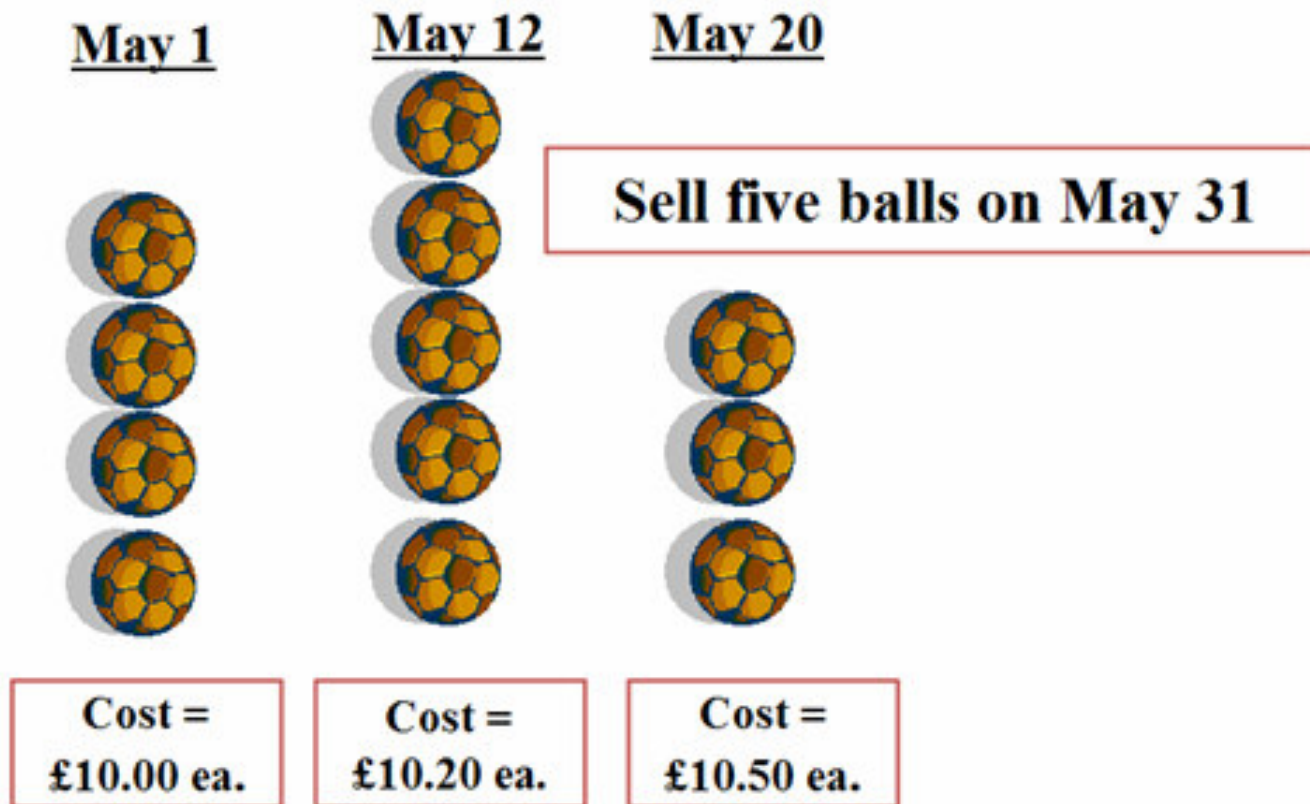 May 1
May 12
May 20
Sell five balls on May 31
Cost =
£10.00 ea.
Cost =
£10.20 ea.
Cost =
£10.50 ea.